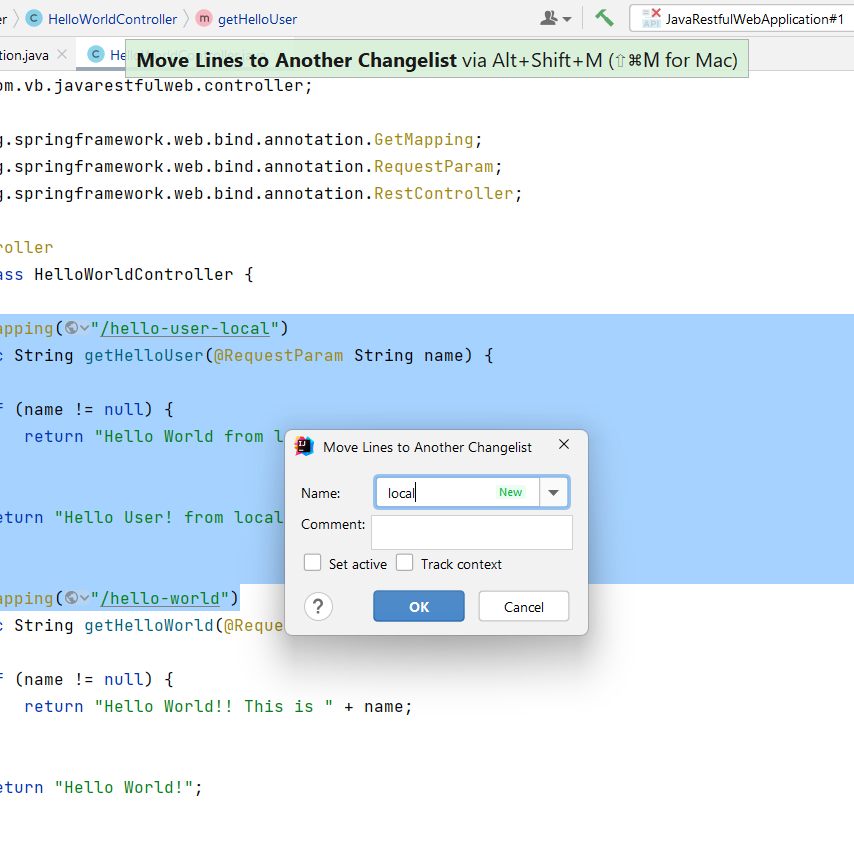 er HelloWorldController getHelloUser JavaRestfulWebApplication#1
tion.java
Move Lines to Another Changelist via Alt+Shift+M (⇧⌘M for Mac)
om.vb.javarestfulweb.controller;
g.springframework.web.bind.annotation.GetMapping;
g.springframework.web.bind.annotation.RequestParam;
g.springframework.web.bind.annotation.RestController;
roller
ass HelloWorldController {
apping("/hello-user-local")
c String getHelloUser(@RequestParam String name) {
f (name != null) {
return "Hello World from l
eturn "Hello User! from local
apping("/hello-world")
c String getHelloWorld(@Reque
f (name != null) {
return "Hello World!! This is " + name;
eturn "Hello World!";
Move Lines to Another Changelist
Name: local New
Comment:
Set active Track context
? OK Cancel